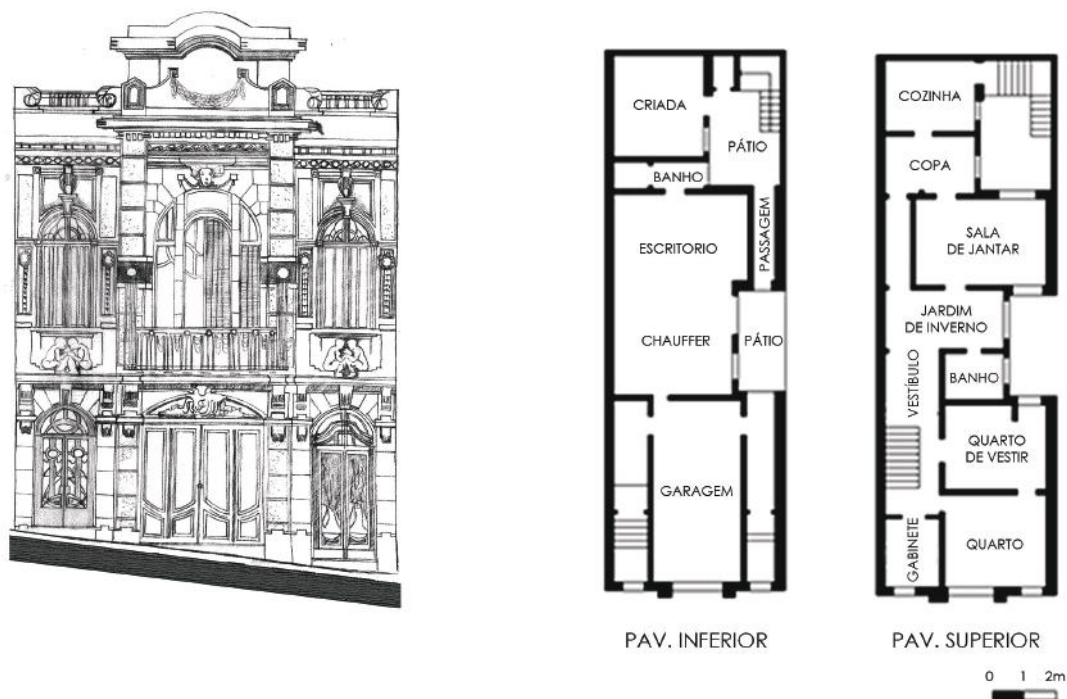 CRIADA
PÁTIO
BANHO
PASSAGEM
ESCRITORIO
CHAUFFER
PÁTIO
GARAGEM
PAV. INFERIOR
COZINHA
COPA
SALA
DE JANTAR
JARDIM
DE INVERNO
VESTÍBULO
BANHO
QUARTO
DE VESTIR
GABINETE
QUARTO
PAV. SUPERIOR
0 1 2m